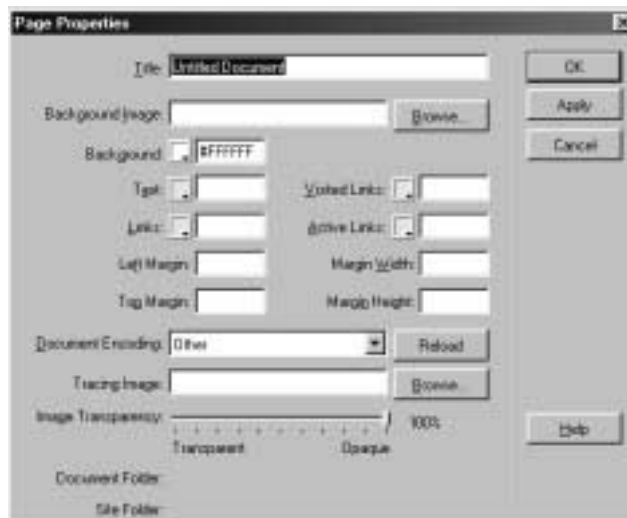 Page Properties
Title: Untitled Document
OK
Background Image:
Browse...
Apply
Background: #FFFFFF
Cancel
Text:
Visited Links:
Links:
Active Links:
Left Margin:
Margin Width:
Top Margin:
Margin Height:
Document Encoding: Other
Reload
Tracing Image:
Browse...
Image Transparency:
100%
Transparent
Opaque
Help
Document Folder:
Site Folder: